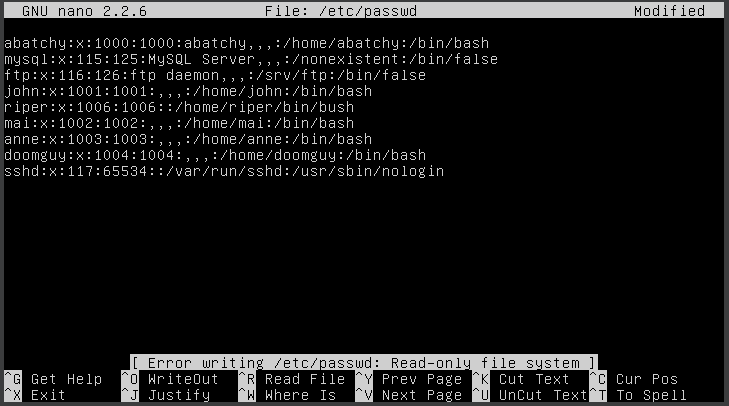 GNU nano 2.2.6 File: /etc/passwd Modified
abatchy:x:1000:1000:abatchy,,,:/home/abatchy:/bin/bash
mysql:x:115:125:MySQL Server,,,:/nonexistent:/bin/false
ftp:x:116:126:ftp daemon,,,:/srv/ftp:/bin/false
john:x:1001:1001:,,,:/home/john:/bin/bash
riper:x:1006:1006::/home/riper/bin/bush
mai:x:1002:1002:,,,:/home/mai:/bin/bash
anne:x:1003:1003:,,,:/home/anne:/bin/bash
doomguy:x:1004:1004:,,,:/home/doomguy:/bin/bash
sshd:x:117:65534::/var/run/sshd:/usr/sbin/nologin
[ Error writing /etc/passwd: Read-only file system ]
^G Get Help ^O WriteOut ^R Read File ^Y Prev Page ^K Cut Text ^C Cur Pos
^X Exit ^J Justify ^W Where Is ^V Next Page ^U UnCut Text ^T To Spell